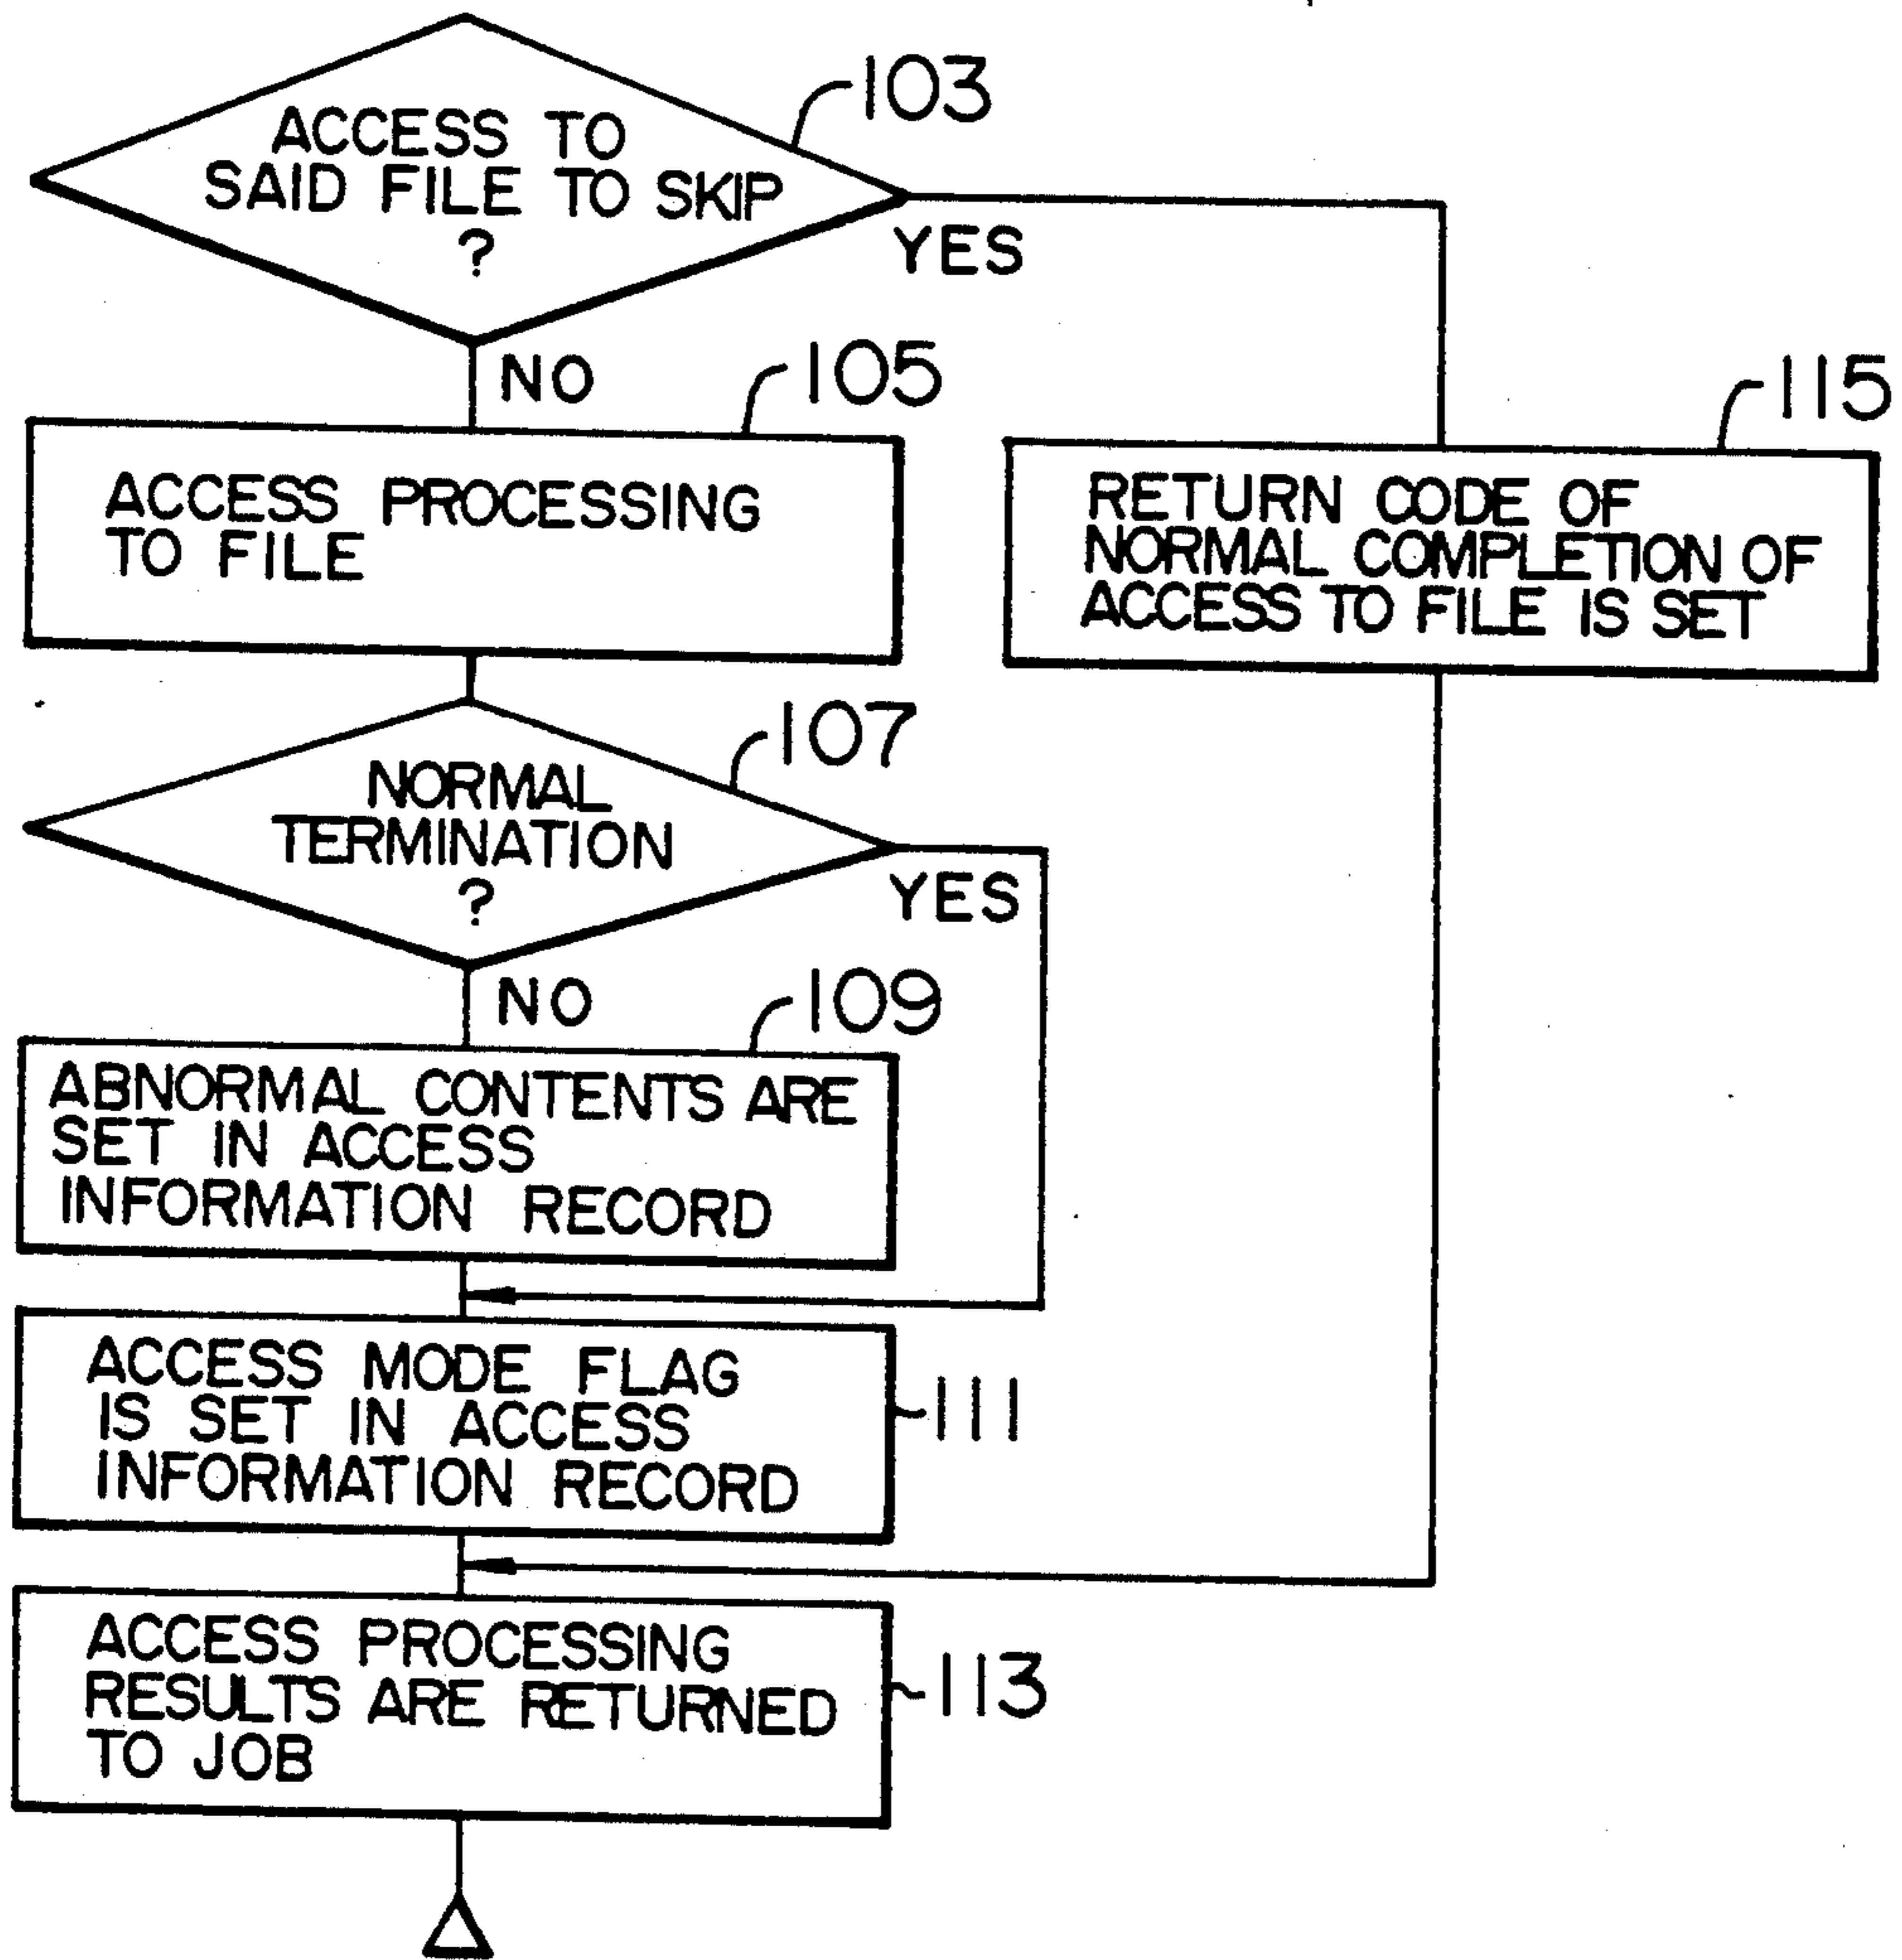 103
ACCESS TO
SAID FILE TO SKIP
?
YES
NO
105
ACCESS PROCESSING
TO FILE
115
RETURN CODE OF
NORMAL COMPLETION OF
ACCESS TO FILE IS SET
107
NORMAL
TERMINATION
?
YES
NO
109
ABNORMAL CONTENTS ARE
SET IN ACCESS
INFORMATION RECORD
ACCESS MODE FLAG
IS SET IN ACCESS
INFORMATION RECORD
111
ACCESS PROCESSING
RESULTS ARE RETURNED
TO JOB
113